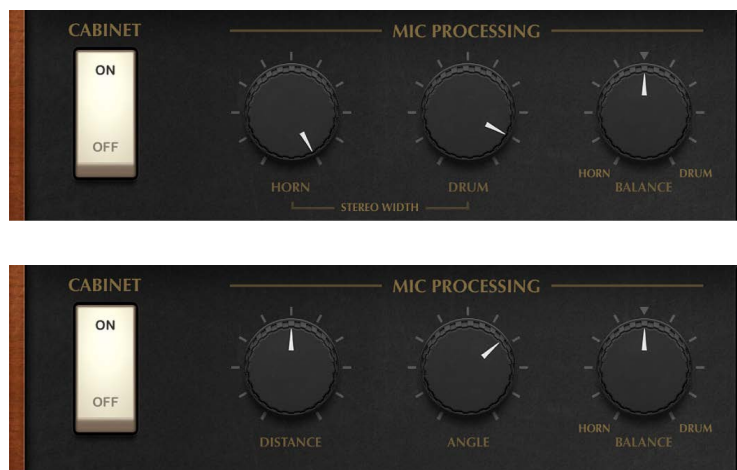 CABINET MIC PROCESSING
ON
OFF
HORN DRUM
HORN DRUM BALANCE
STEREO WIDTH
CABINET MIC PROCESSING
ON
OFF
HORN DRUM
DISTANCE ANGLE BALANCE